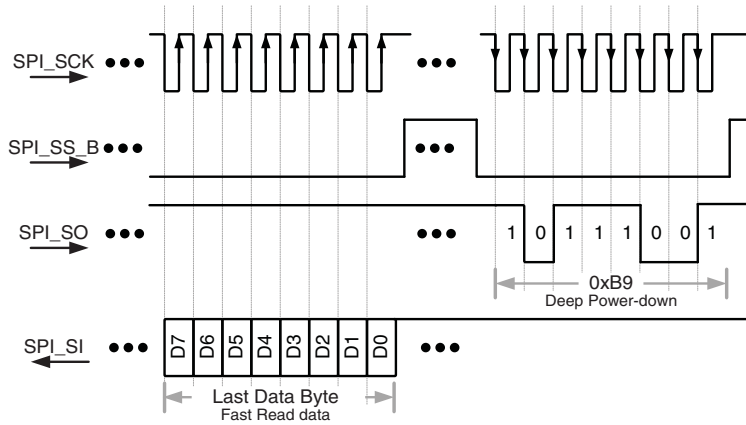 SPI_SCK
SPI_SS_B
SPI_SO
1 0 1 1 1 0 0 1
0xB9
Deep Power-down
SPI_SI
D7 D6 D5 D4 D3 D2 D1 D0
Last Data Byte
Fast Read data